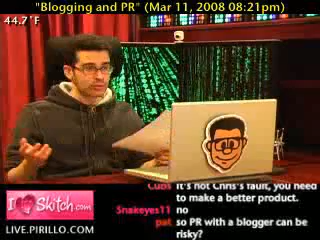 "Blogging and PR" (Mar 11, 2008 08:21pm)
44.7°F
Cubs It's not Chris's fault, you need
to make a better product.
Snakeyes11 no
pat so PR with a blogger can be
risky?
I Skitch.com
LIVE.PIRILLO.COM